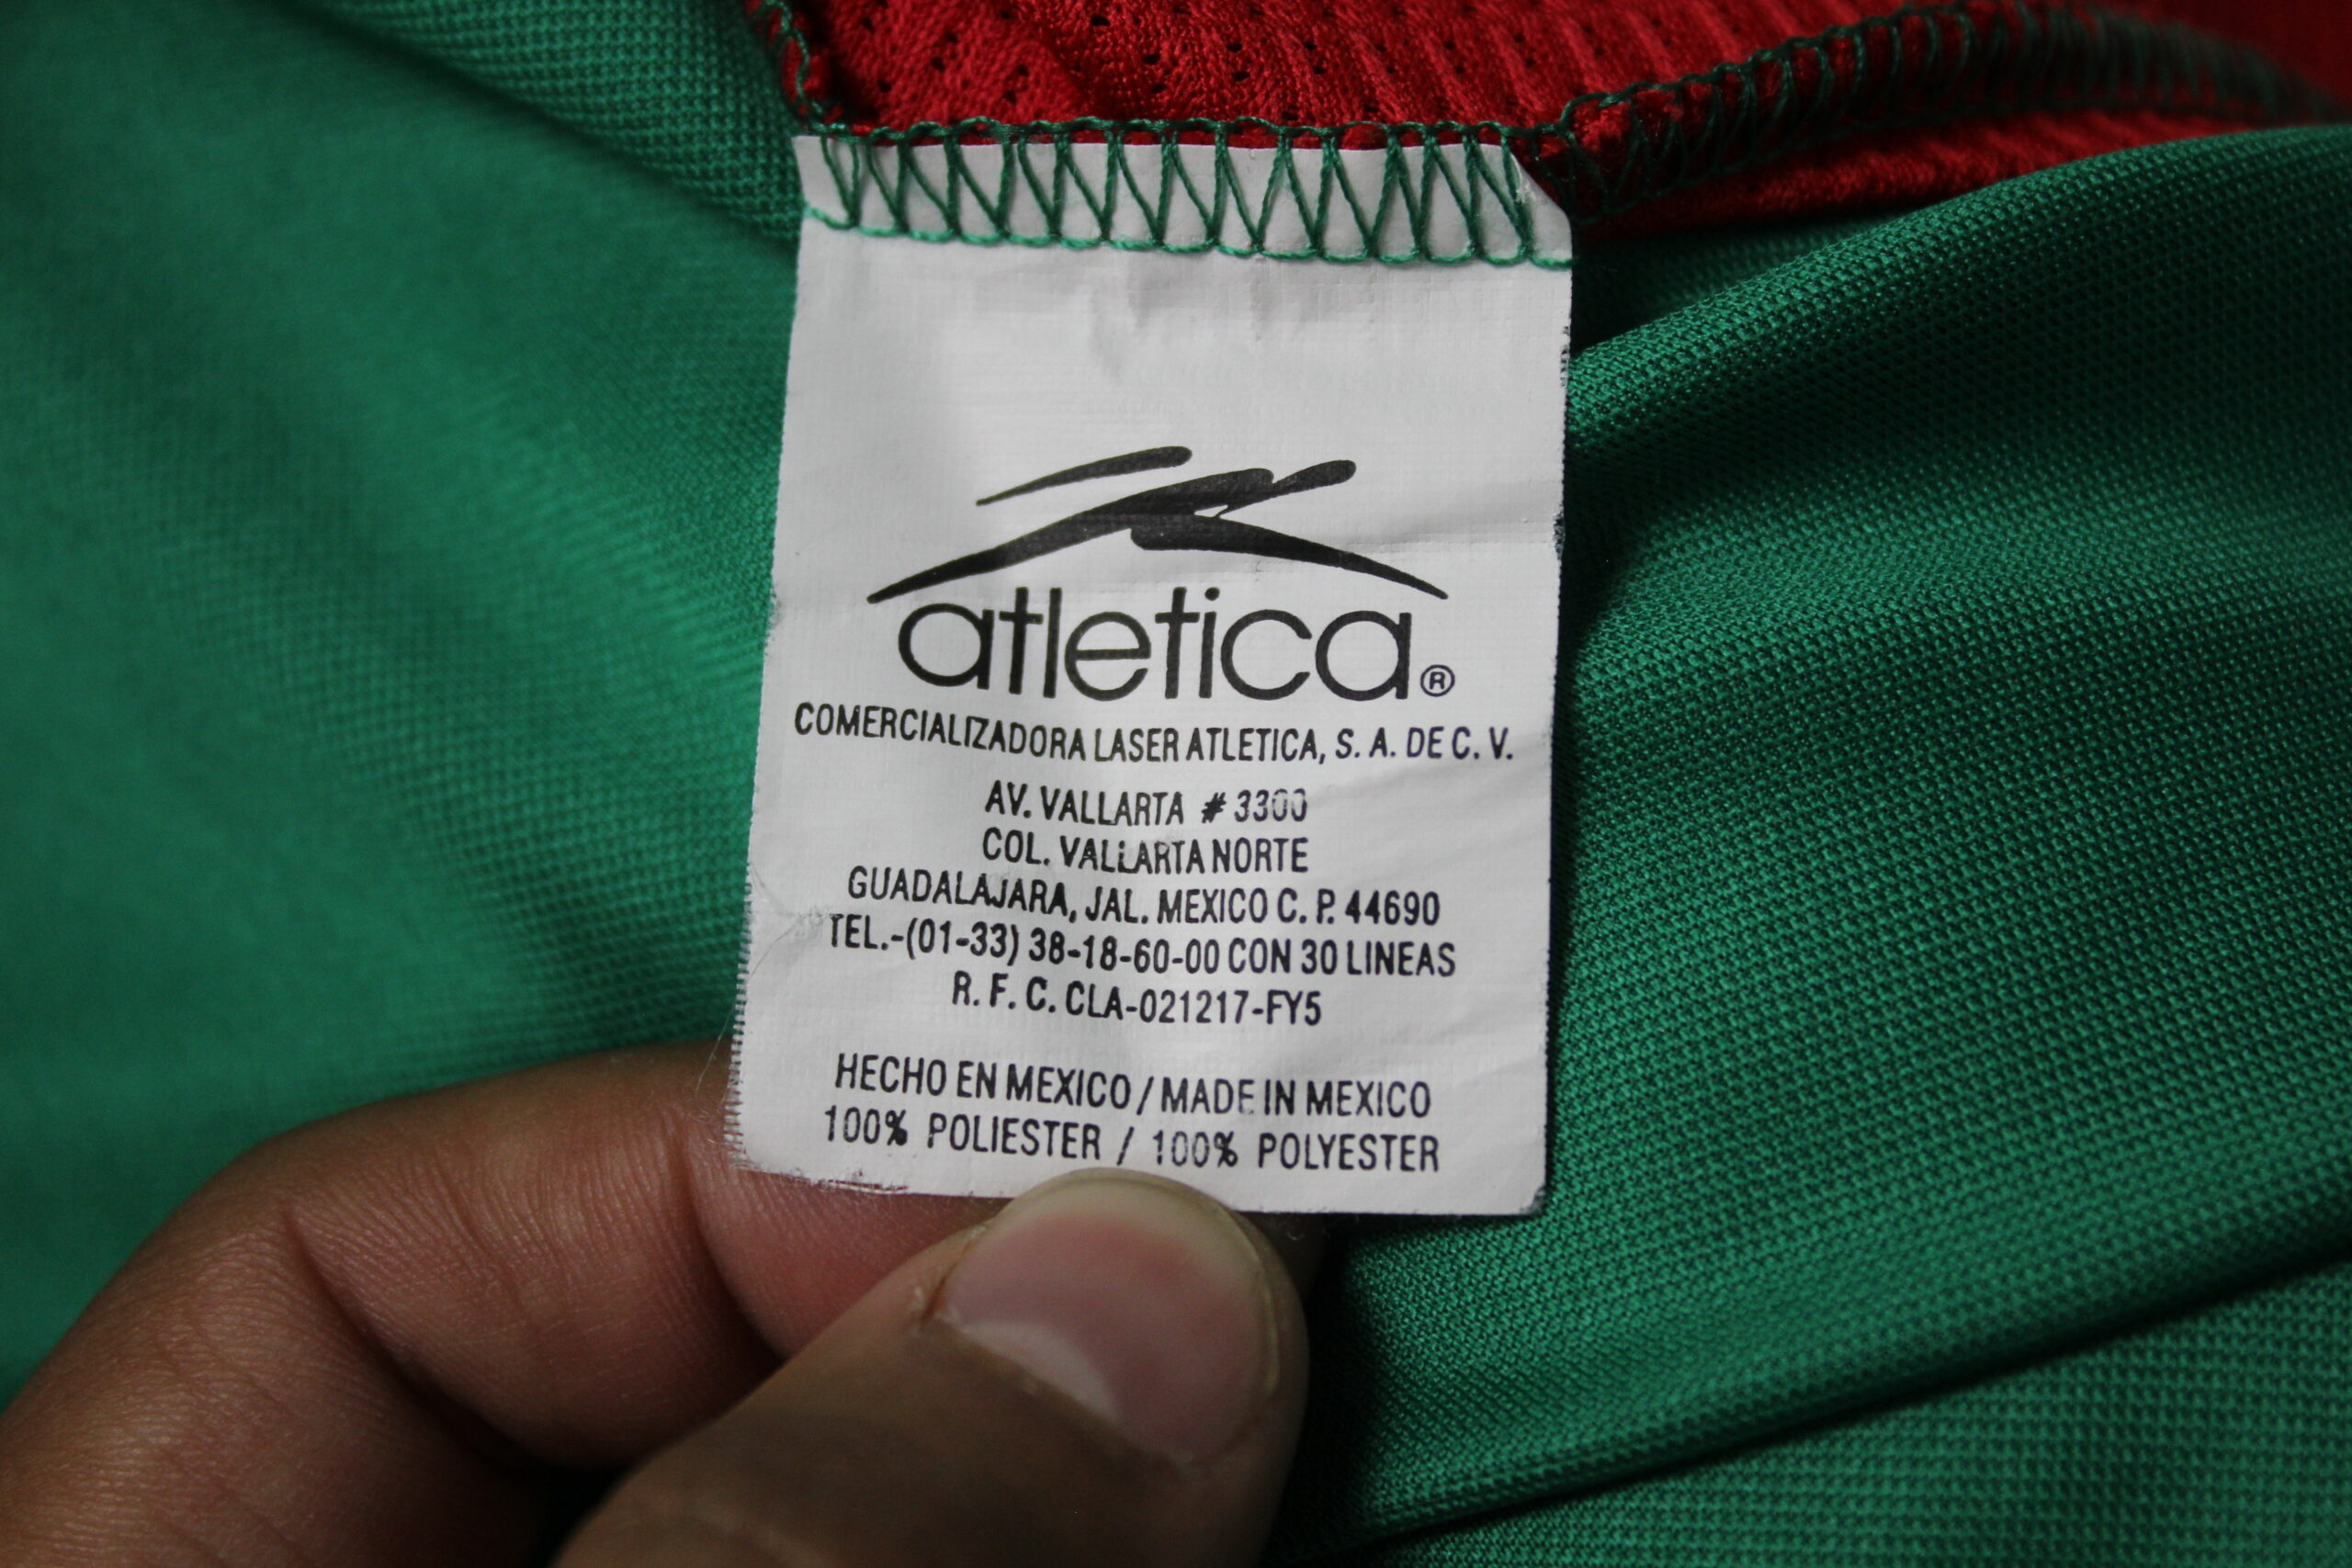 atletica®
COMERCIALIZADORA LASER ATLETICA, S. A. DE C. V.
AV. VALLARTA # 3300
COL. VALLARTA NORTE
GUADALAJARA, JAL. MEXICO C. P. 44690
TEL.-(01-33) 38-18-60-00 CON 30 LINEAS
R. F. C. CLA-021217-FY5
HECHO EN MEXICO / MADE IN MEXICO
100% POLIESTER / 100% POLYESTER